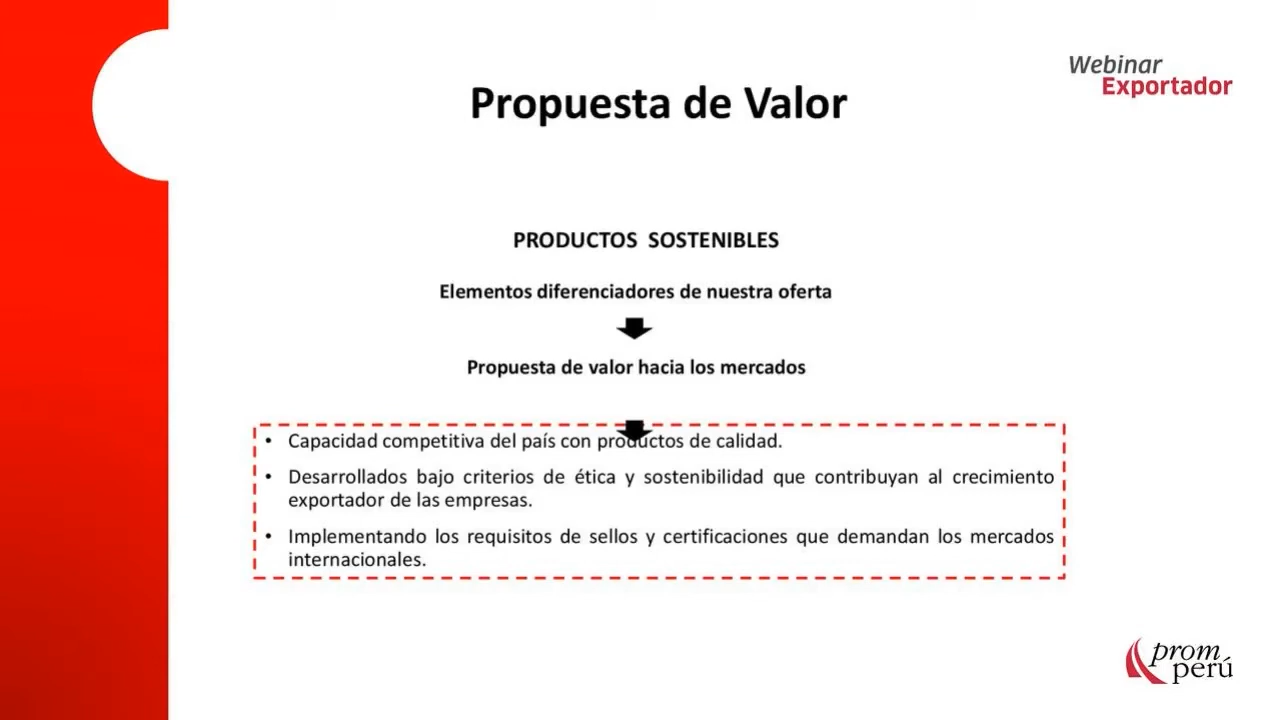 Webinar
Exportador
Propuesta de Valor
PRODUCTOS SOSTENIBLES
Elementos diferenciadores de nuestra oferta
Propuesta de valor hacia los mercados
• Capacidad competitiva del país con productos de calidad.
• Desarrollados bajo criterios de ética y sostenibilidad que contribuyan al crecimiento
exportador de las empresas.
• Implementando los requisitos de sellos y certificaciones que demandan los mercados
internacionales.
prom
perú